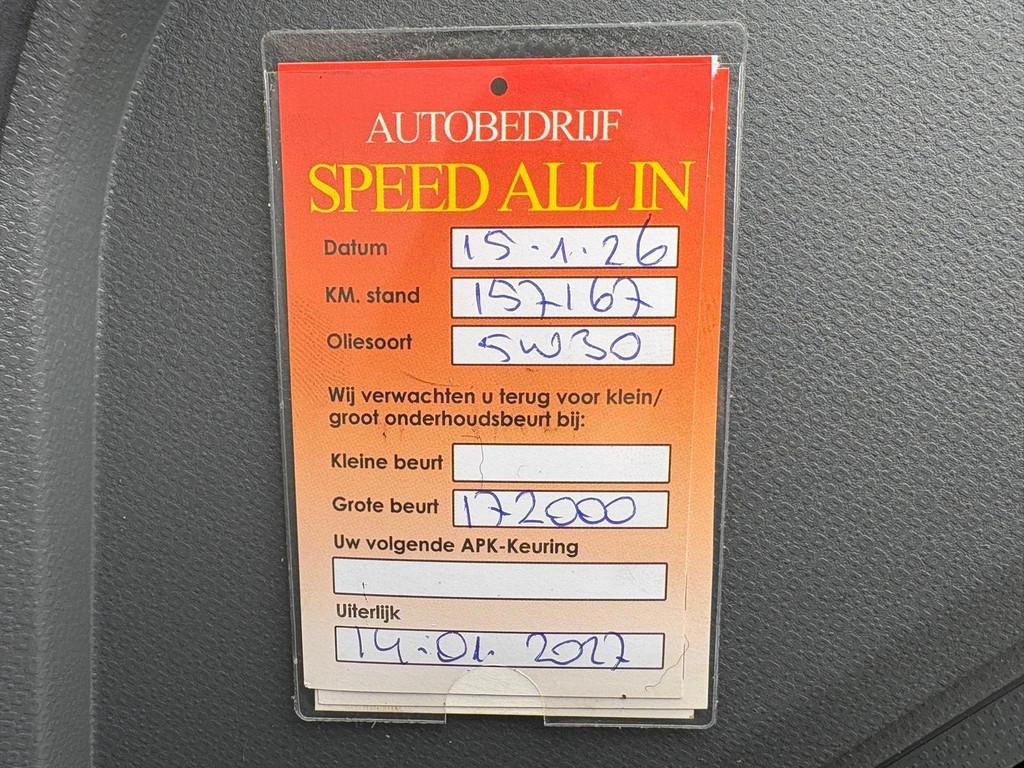 AUTOBEDRIJF
SPEED ALL IN
Datum 15-1-26
KM. stand 157167
Oliesoort 5W30
Wij verwachten u terug voor klein/
groot onderhoudsbeurt bij:
Kleine beurt
Grote beurt 172000
Uw volgende APK-Keuring
Uiterlijk
14-01-2027